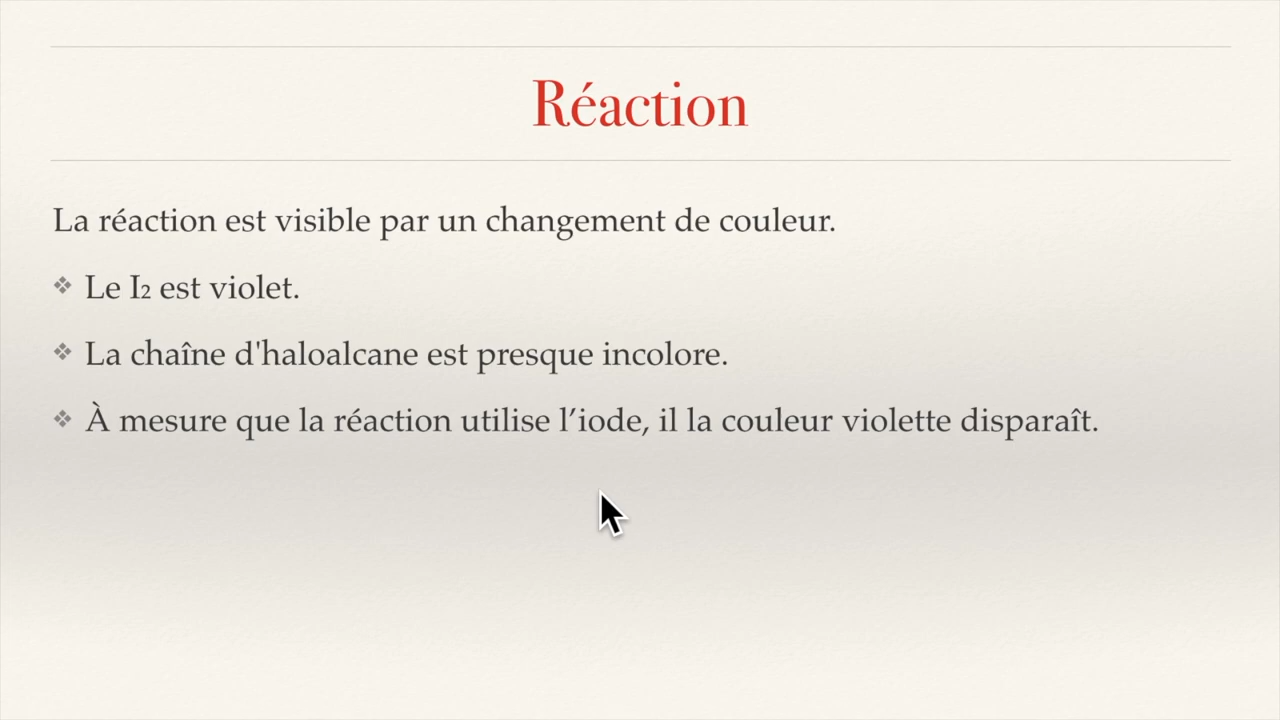 Réaction
La réaction est visible par un changement de couleur.
❖ Le I₂ est violet.
❖ La chaîne d'haloalcane est presque incolore.
❖ À mesure que la réaction utilise l’iode, il la couleur violette disparaît.